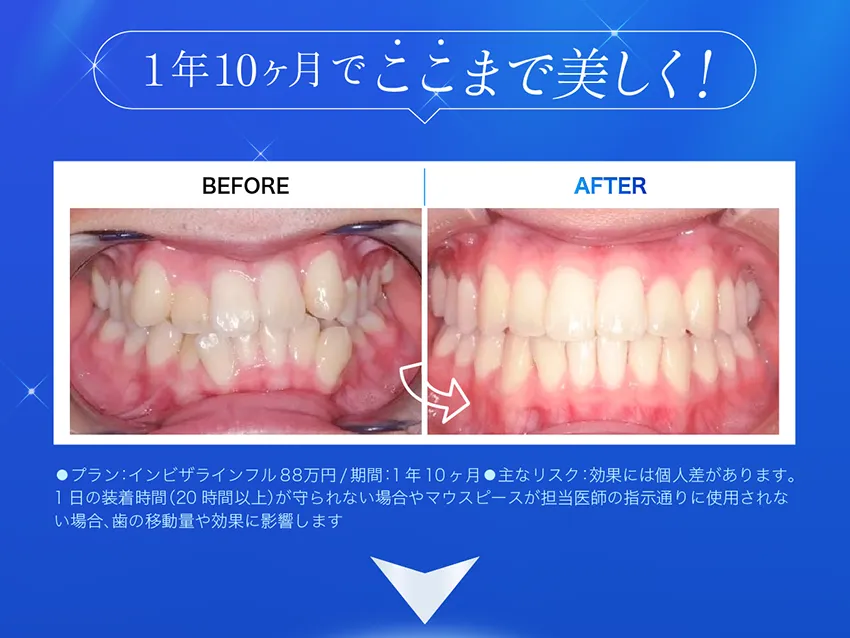 1年10ヶ月でここまで美しく!
BEFORE
AFTER
●プラン:インビザラインフル88万円/期間:1年10ヶ月●主なリスク:効果には個人差があります。
1日の装着時間(20時間以上)が守られない場合やマウスピースが担当医師の指示通りに使用されな
い場合、歯の移動量や効果に影響します